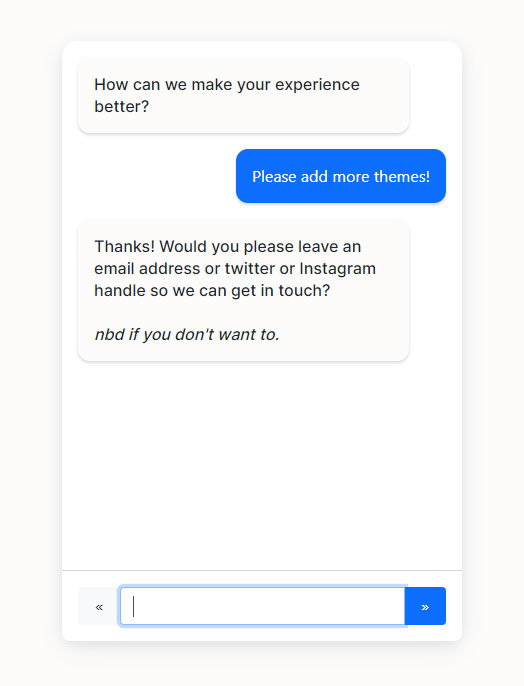 How can we make your experience
better?
Please add more themes!
Thanks! Would you please leave an
email address or twitter or Instagram
handle so we can get in touch?
nbd if you don't want to.
« »